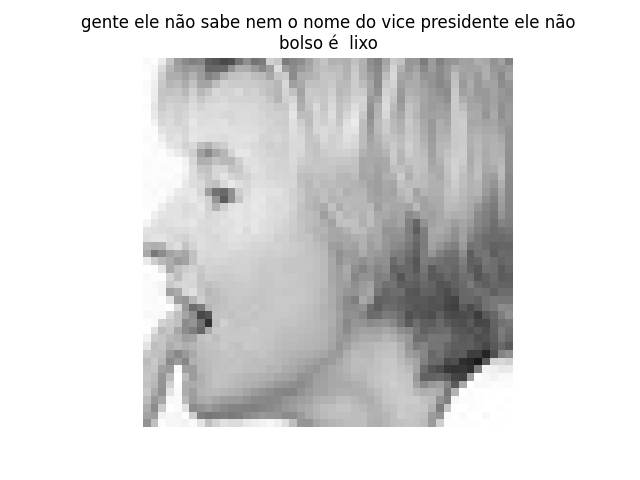 gente ele não sabe nem o nome do vice presidente ele não
bolso é  lixo